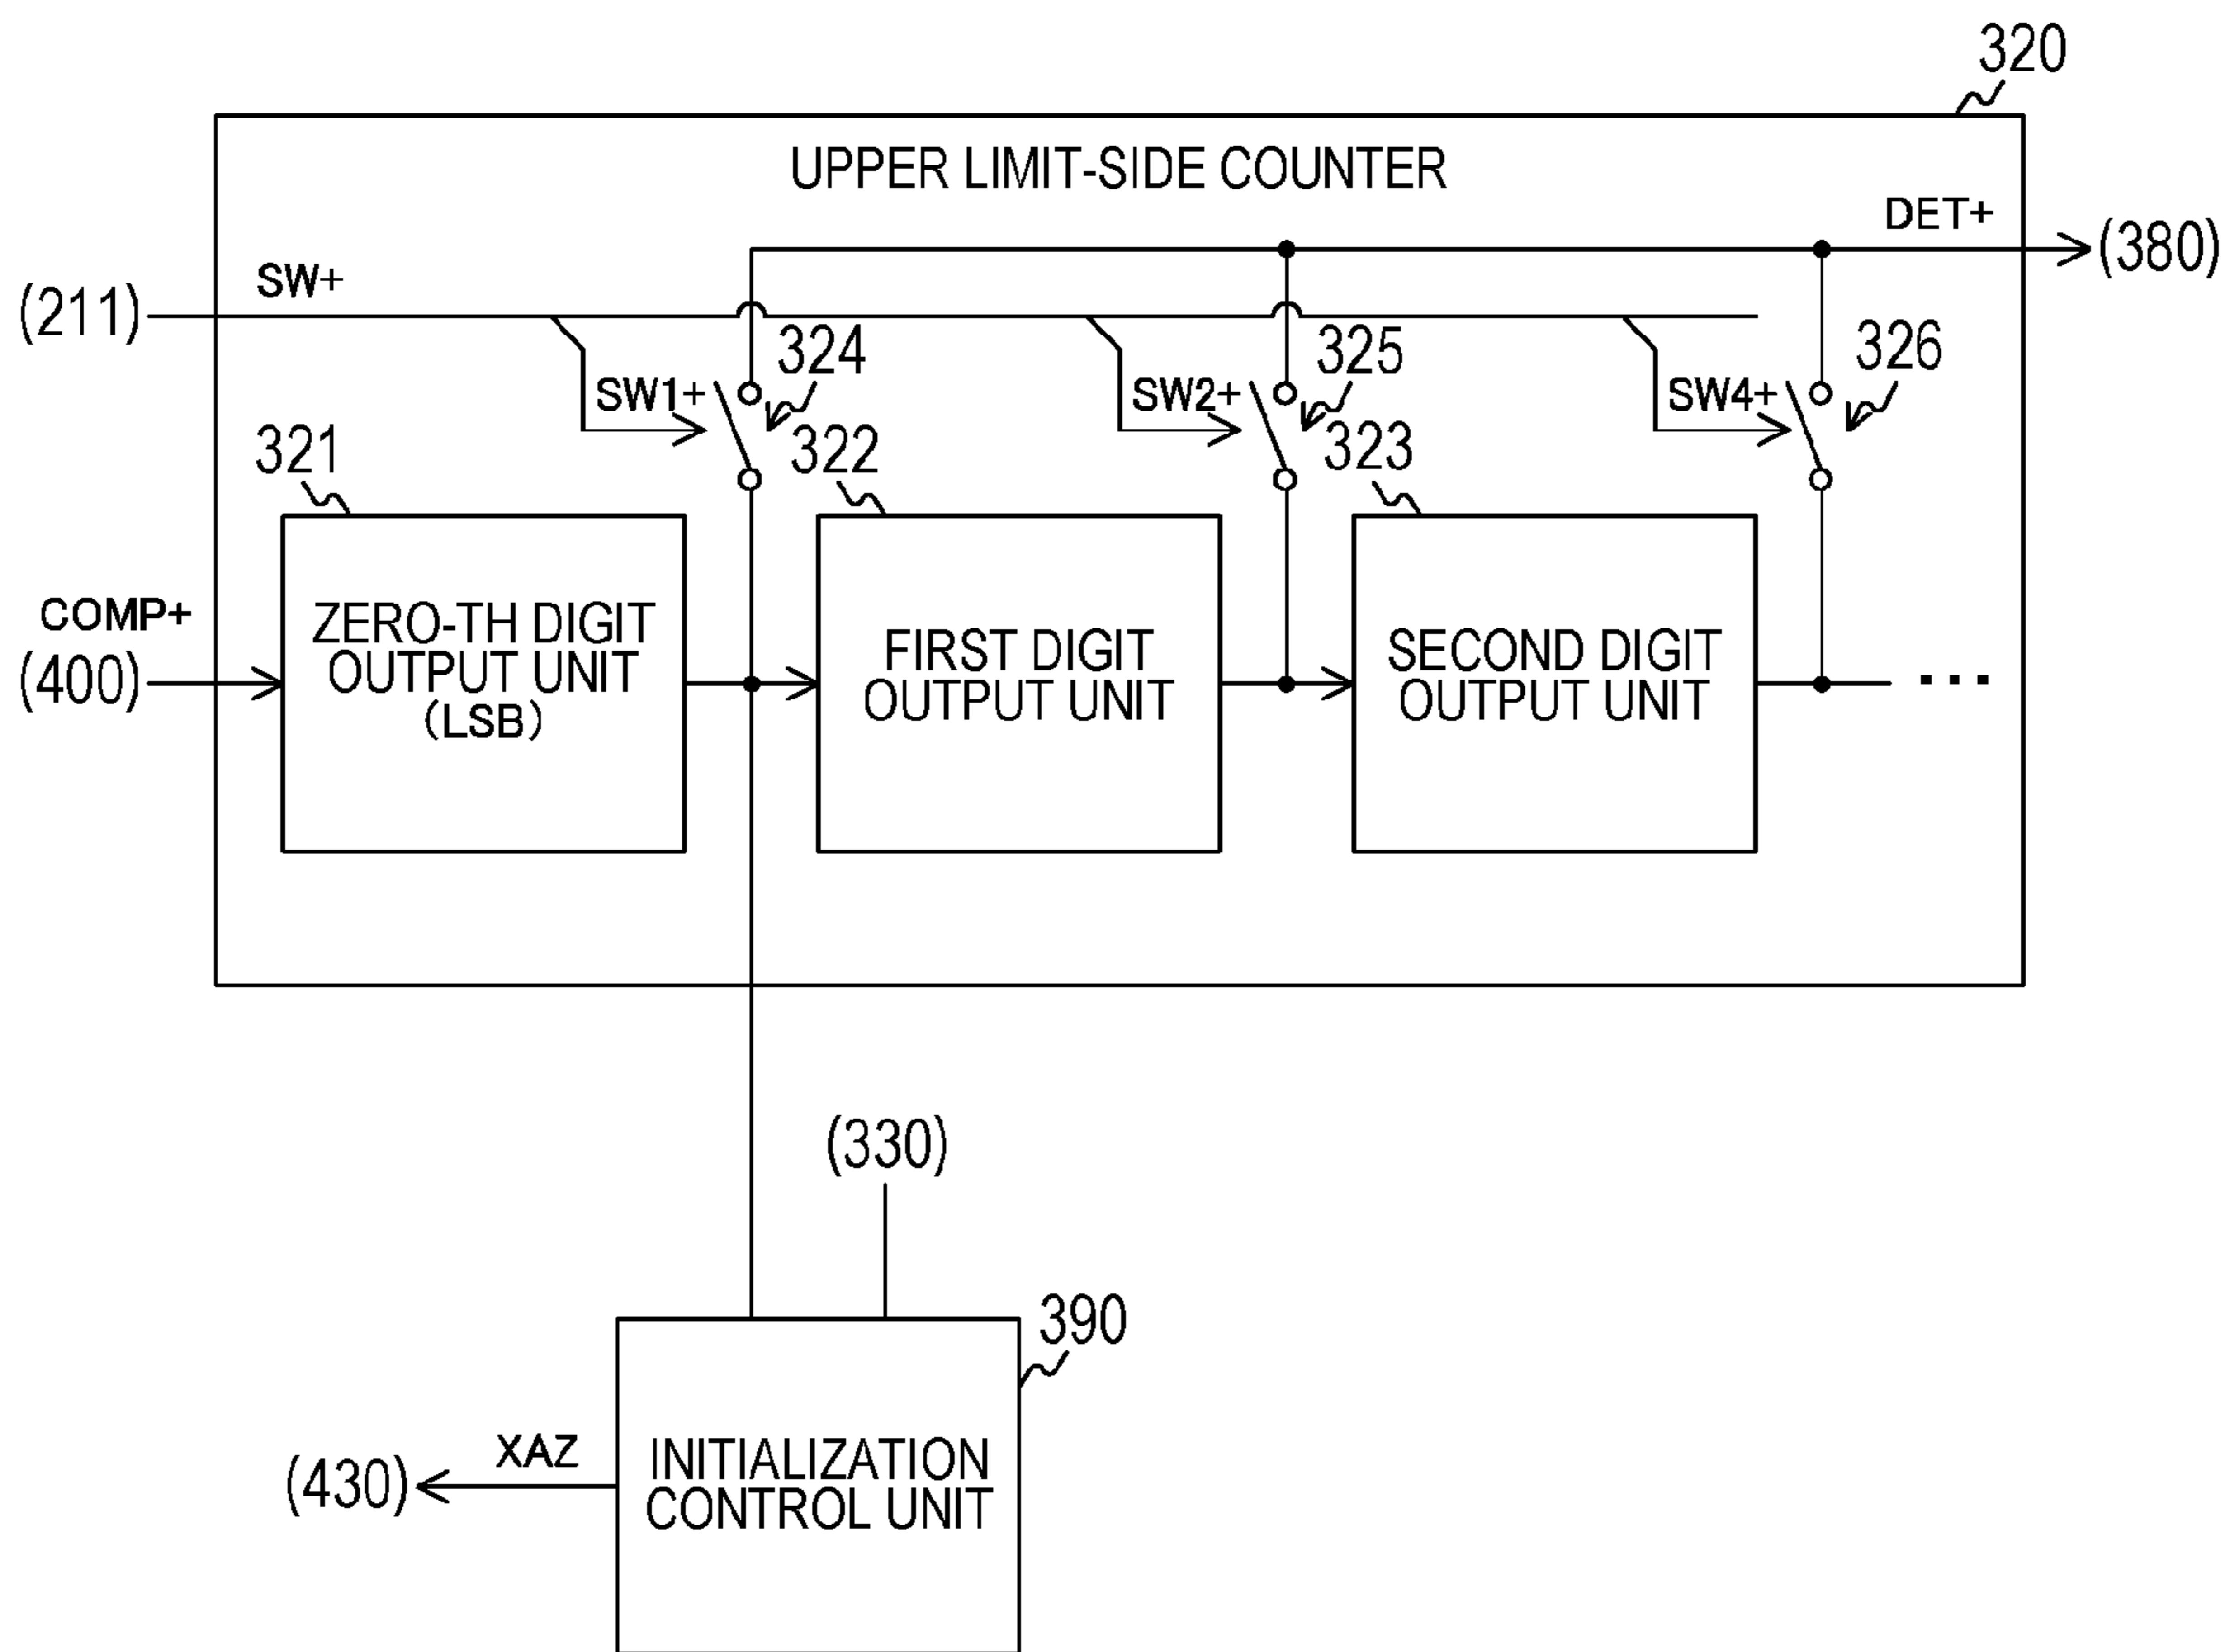 320
UPPER LIMIT-SIDE COUNTER
DET+
(380)
SW+
(211)
324
325
326
SW1+
SW2+
SW4+
321
322
323
COMP+
(400)
ZERO-TH DIGIT
OUTPUT UNIT
(LSB)
FIRST DIGIT
OUTPUT UNIT
SECOND DIGIT
OUTPUT UNIT
...
(330)
390
XAZ
(430)
INITIALIZATION
CONTROL UNIT